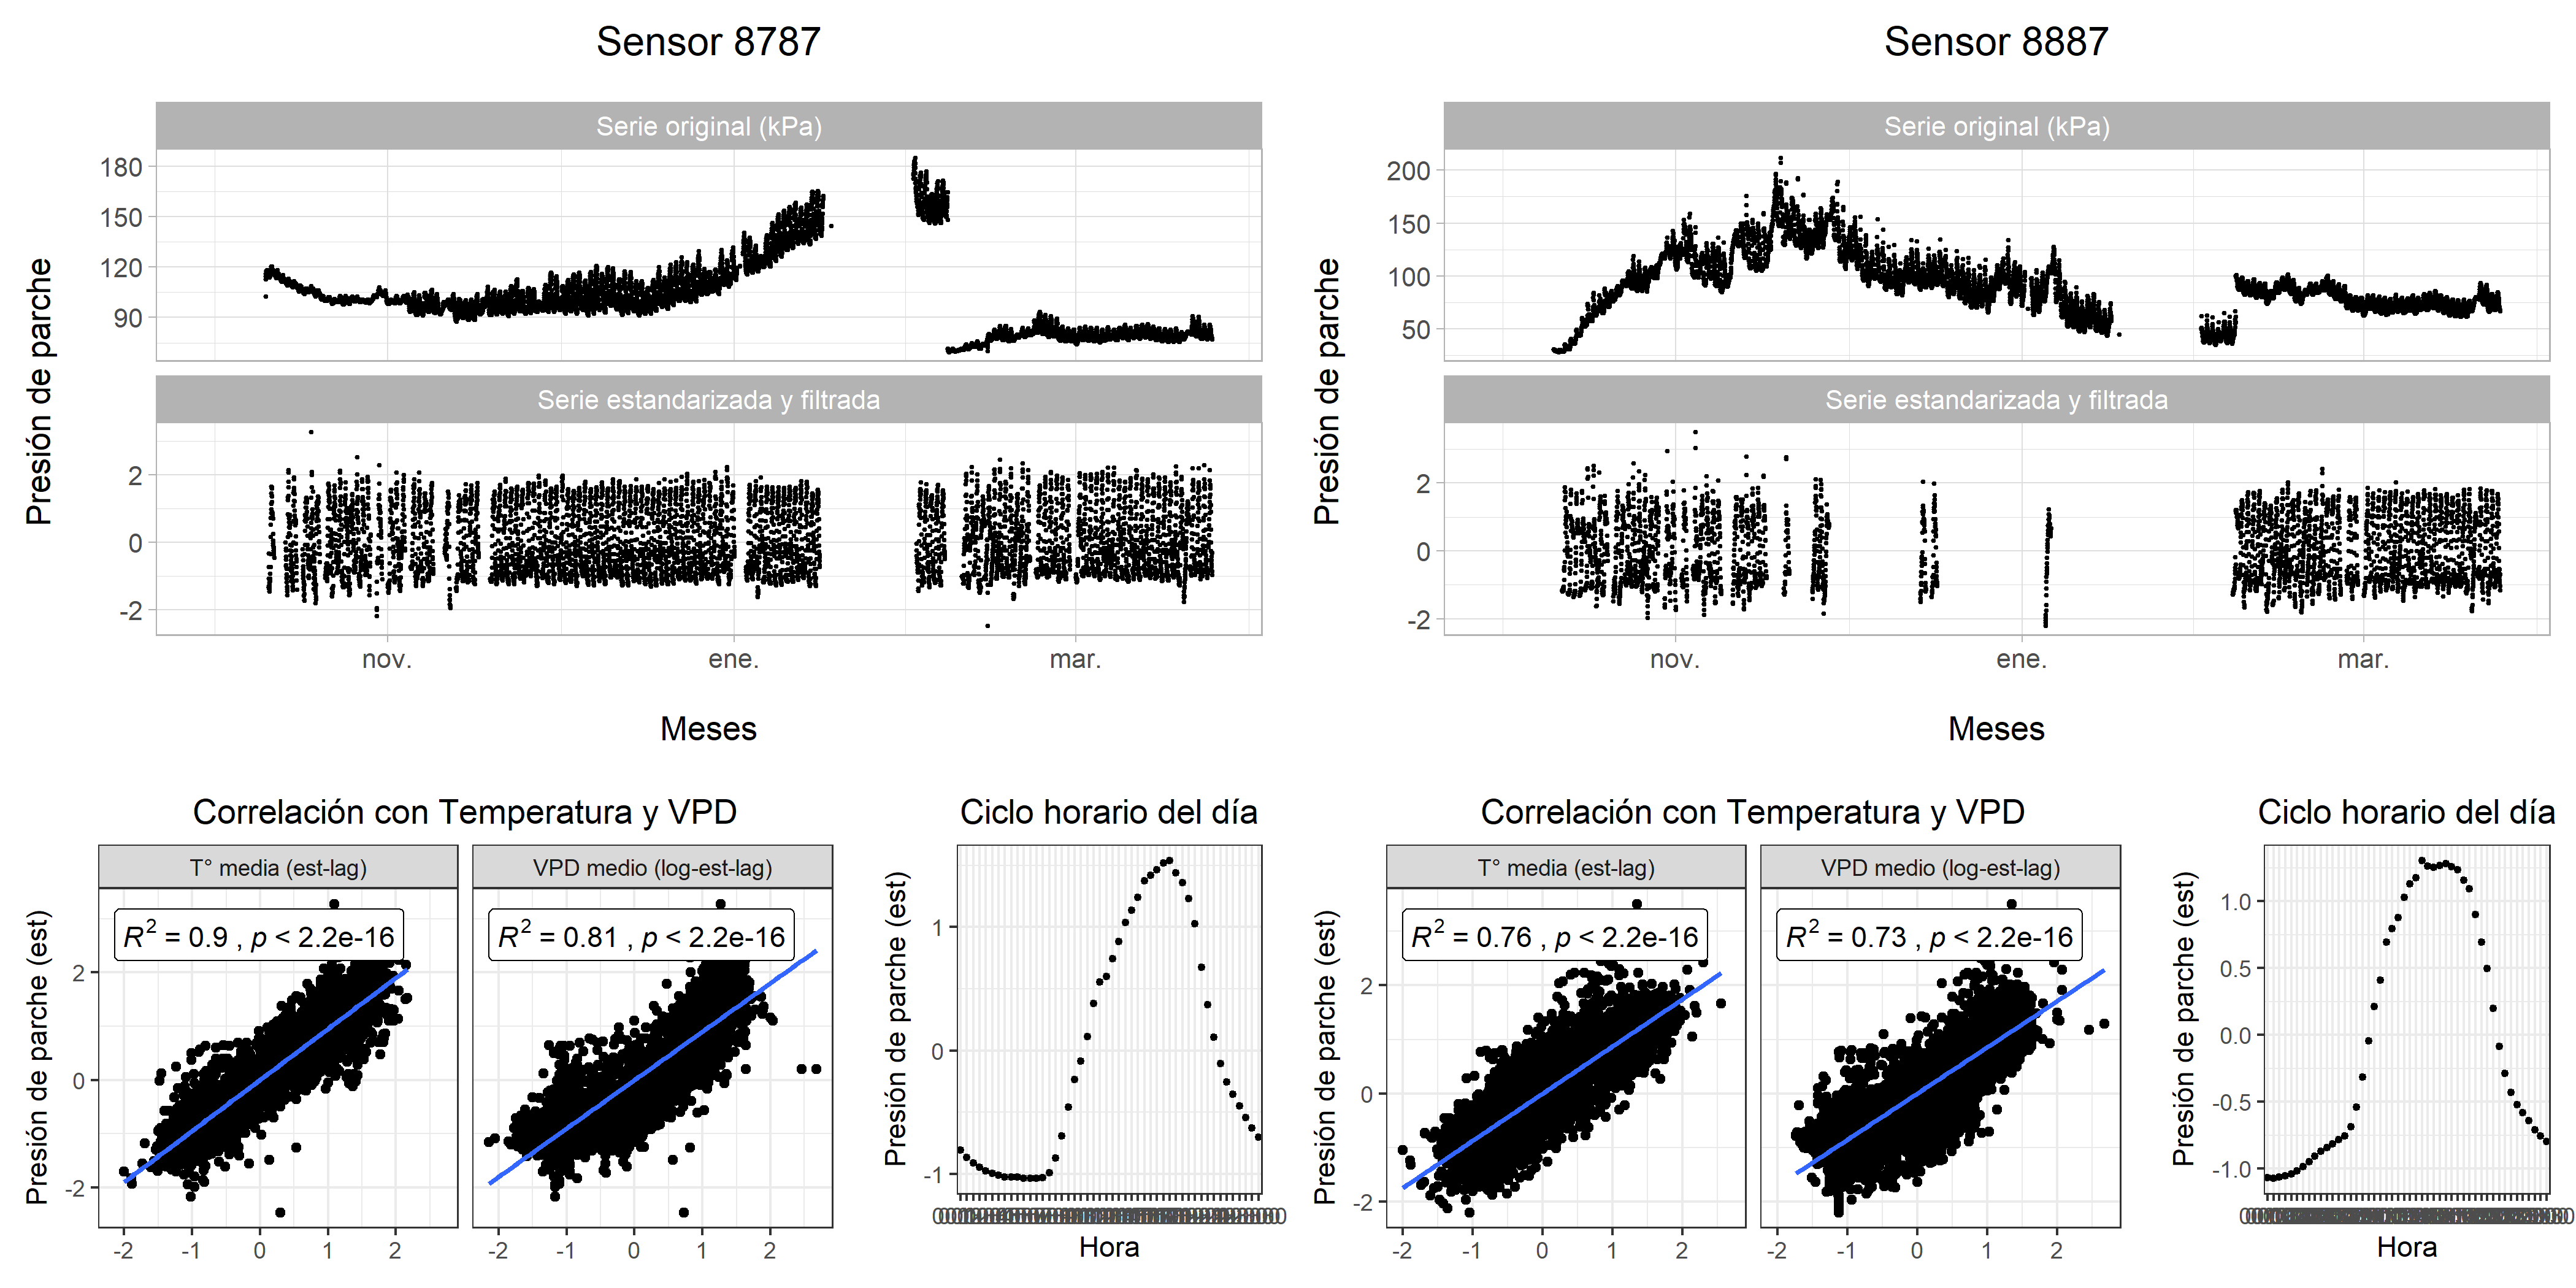 Sensor 8787
Serie original (kPa)
180
150
120
90
Presión de parche
Serie estandarizada y filtrada
2
0
-2
nov.
ene.
mar.
Meses
Sensor 8887
Serie original (kPa)
200
150
100
50
Presión de parche
Serie estandarizada y filtrada
2
0
-2
nov.
ene.
mar.
Meses
Correlación con Temperatura y VPD
T° media (est-lag)
VPD medio (log-est-lag)
R² = 0.9 , p < 2.2e-16
R² = 0.81 , p < 2.2e-16
Presión de parche (est)
2
0
-2
-2 -1 0 1 2
-2 -1 0 1 2
Ciclo horario del día
Presión de parche (est)
1
0
-1
Hora
Correlación con Temperatura y VPD
T° media (est-lag)
VPD medio (log-est-lag)
R² = 0.76 , p < 2.2e-16
R² = 0.73 , p < 2.2e-16
Presión de parche (est)
2
0
-2
-2 -1 0 1 2
-2 -1 0 1 2
Ciclo horario del día
Presión de parche (est)
1.0
0.5
0.0
-0.5
-1.0
Hora